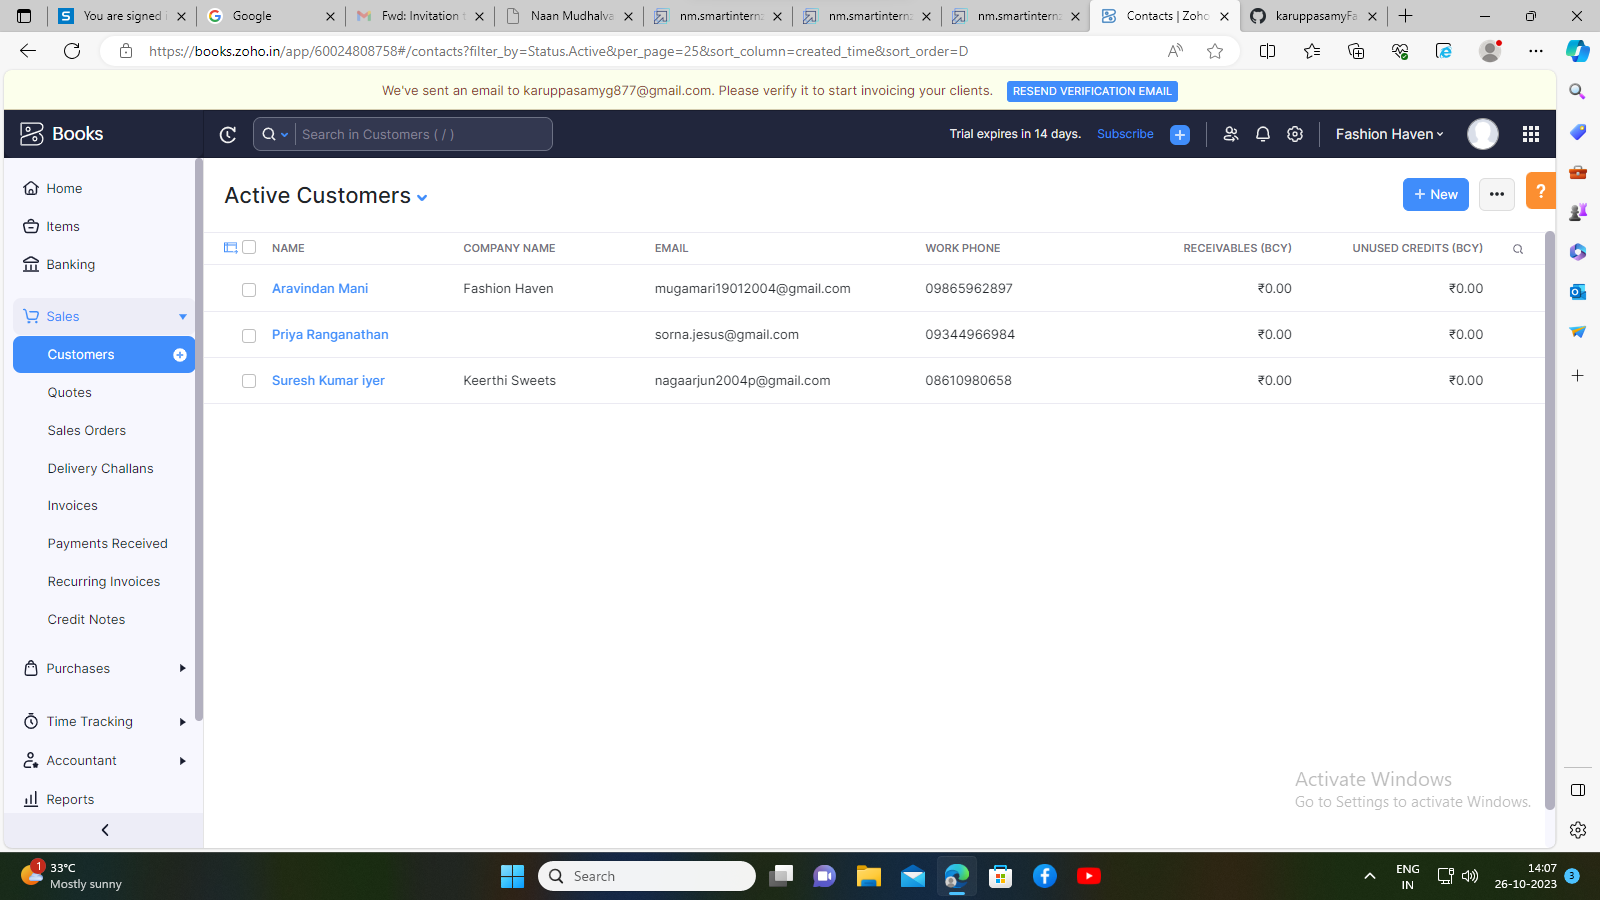 You are signed i
Google
Fwd: Invitation t
Naan Mudhalva
nm.smartintern
nm.smartintern
nm.smartintern
Contacts | Zoho
karuppasamyFa
https://books.zoho.in/app/60024808758#/contacts?filter_by=Status.Active&per_page=25&sort_column=created_time&sort_order=D
We've sent an email to karuppasamyg877@gmail.com. Please verify it to start invoicing your clients. RESEND VERIFICATION EMAIL
Books
Search in Customers ( / )
Trial expires in 14 days. Subscribe
Fashion Haven
Home
Items
Banking
Sales
Customers
Quotes
Sales Orders
Delivery Challans
Invoices
Payments Received
Recurring Invoices
Credit Notes
Purchases
Time Tracking
Accountant
Reports
Active Customers
+ New
?
NAME COMPANY NAME EMAIL WORK PHONE RECEIVABLES (BCY) UNUSED CREDITS (BCY)
Aravindan Mani Fashion Haven mugamari19012004@gmail.com 09865962897 ₹0.00 ₹0.00
Priya Ranganathan sorna.jesus@gmail.com 09344966984 ₹0.00 ₹0.00
Suresh Kumar iyer Keerthi Sweets nagaarjun2004p@gmail.com 08610980658 ₹0.00 ₹0.00
Activate Windows
Go to Settings to activate Windows.
1
33°C
Mostly sunny
Search
ENG
IN
14:07
26-10-2023
3